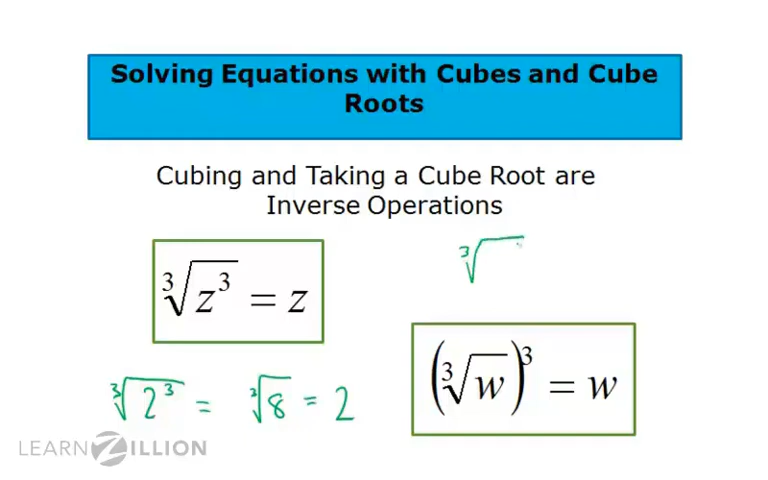 Solving Equations with Cubes and Cube
Roots
Cubing and Taking a Cube Root are
Inverse Operations
∛(z³) = z
∛
(∛w)³ = w
∛(2³) = ∛8 = 2
LEARNZILLION